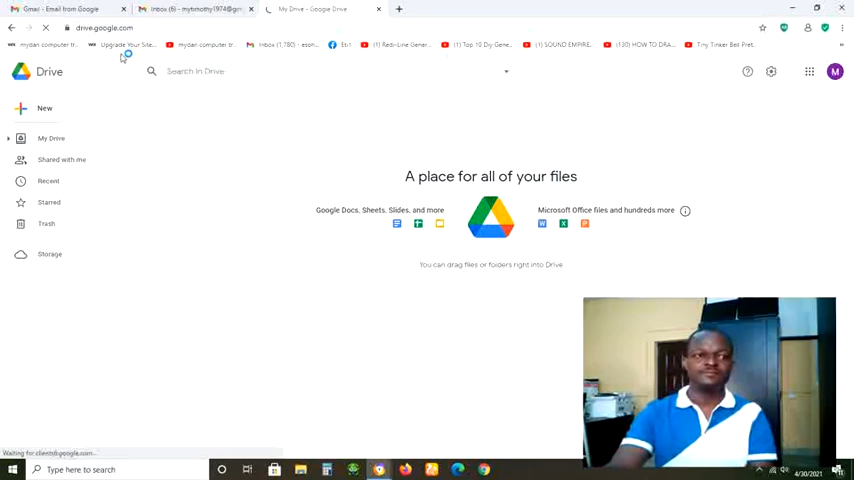 Gmail - Email from Google
Inbox (6) - mytimothy1974@gm
My Drive - Google Drive
drive.google.com
mydan computer tr...
Upgrade Your Site...
mydan computer tr...
Inbox (1,780) - esoh...
(1) Redi-Line Gener...
(1) Top 10 Diy Gene...
(1) SOUND EMPIRE...
(130) HOW TO DRA...
Tiny Tinker Bell Pret...
Drive
Search in Drive
M
New
My Drive
Shared with me
Recent
Starred
Trash
Storage
A place for all of your files
Google Docs, Sheets, Slides, and more
Microsoft Office files and hundreds more
You can drag files or folders right into Drive
Type here to search
4/30/2021